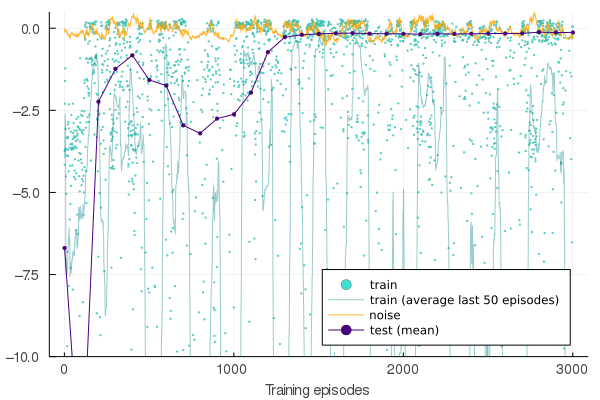 0.0
−2.5
−5.0
−7.5
−10.0
0
1000
2000
3000
Training episodes
train
train (average last 50 episodes)
noise
test (mean)